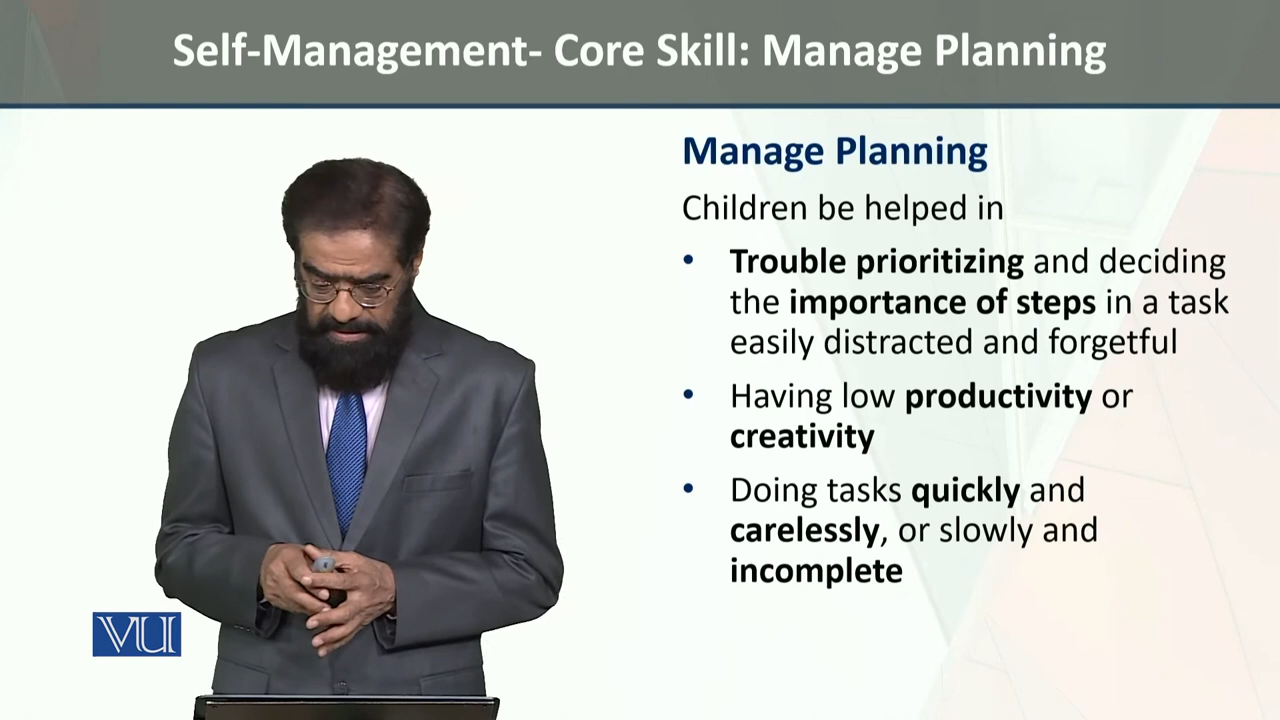 Self-Management- Core Skill: Manage Planning
Manage Planning
Children be helped in
• Trouble prioritizing and deciding
the importance of steps in a task
easily distracted and forgetful
• Having low productivity or
creativity
• Doing tasks quickly and
carelessly, or slowly and
incomplete
VU